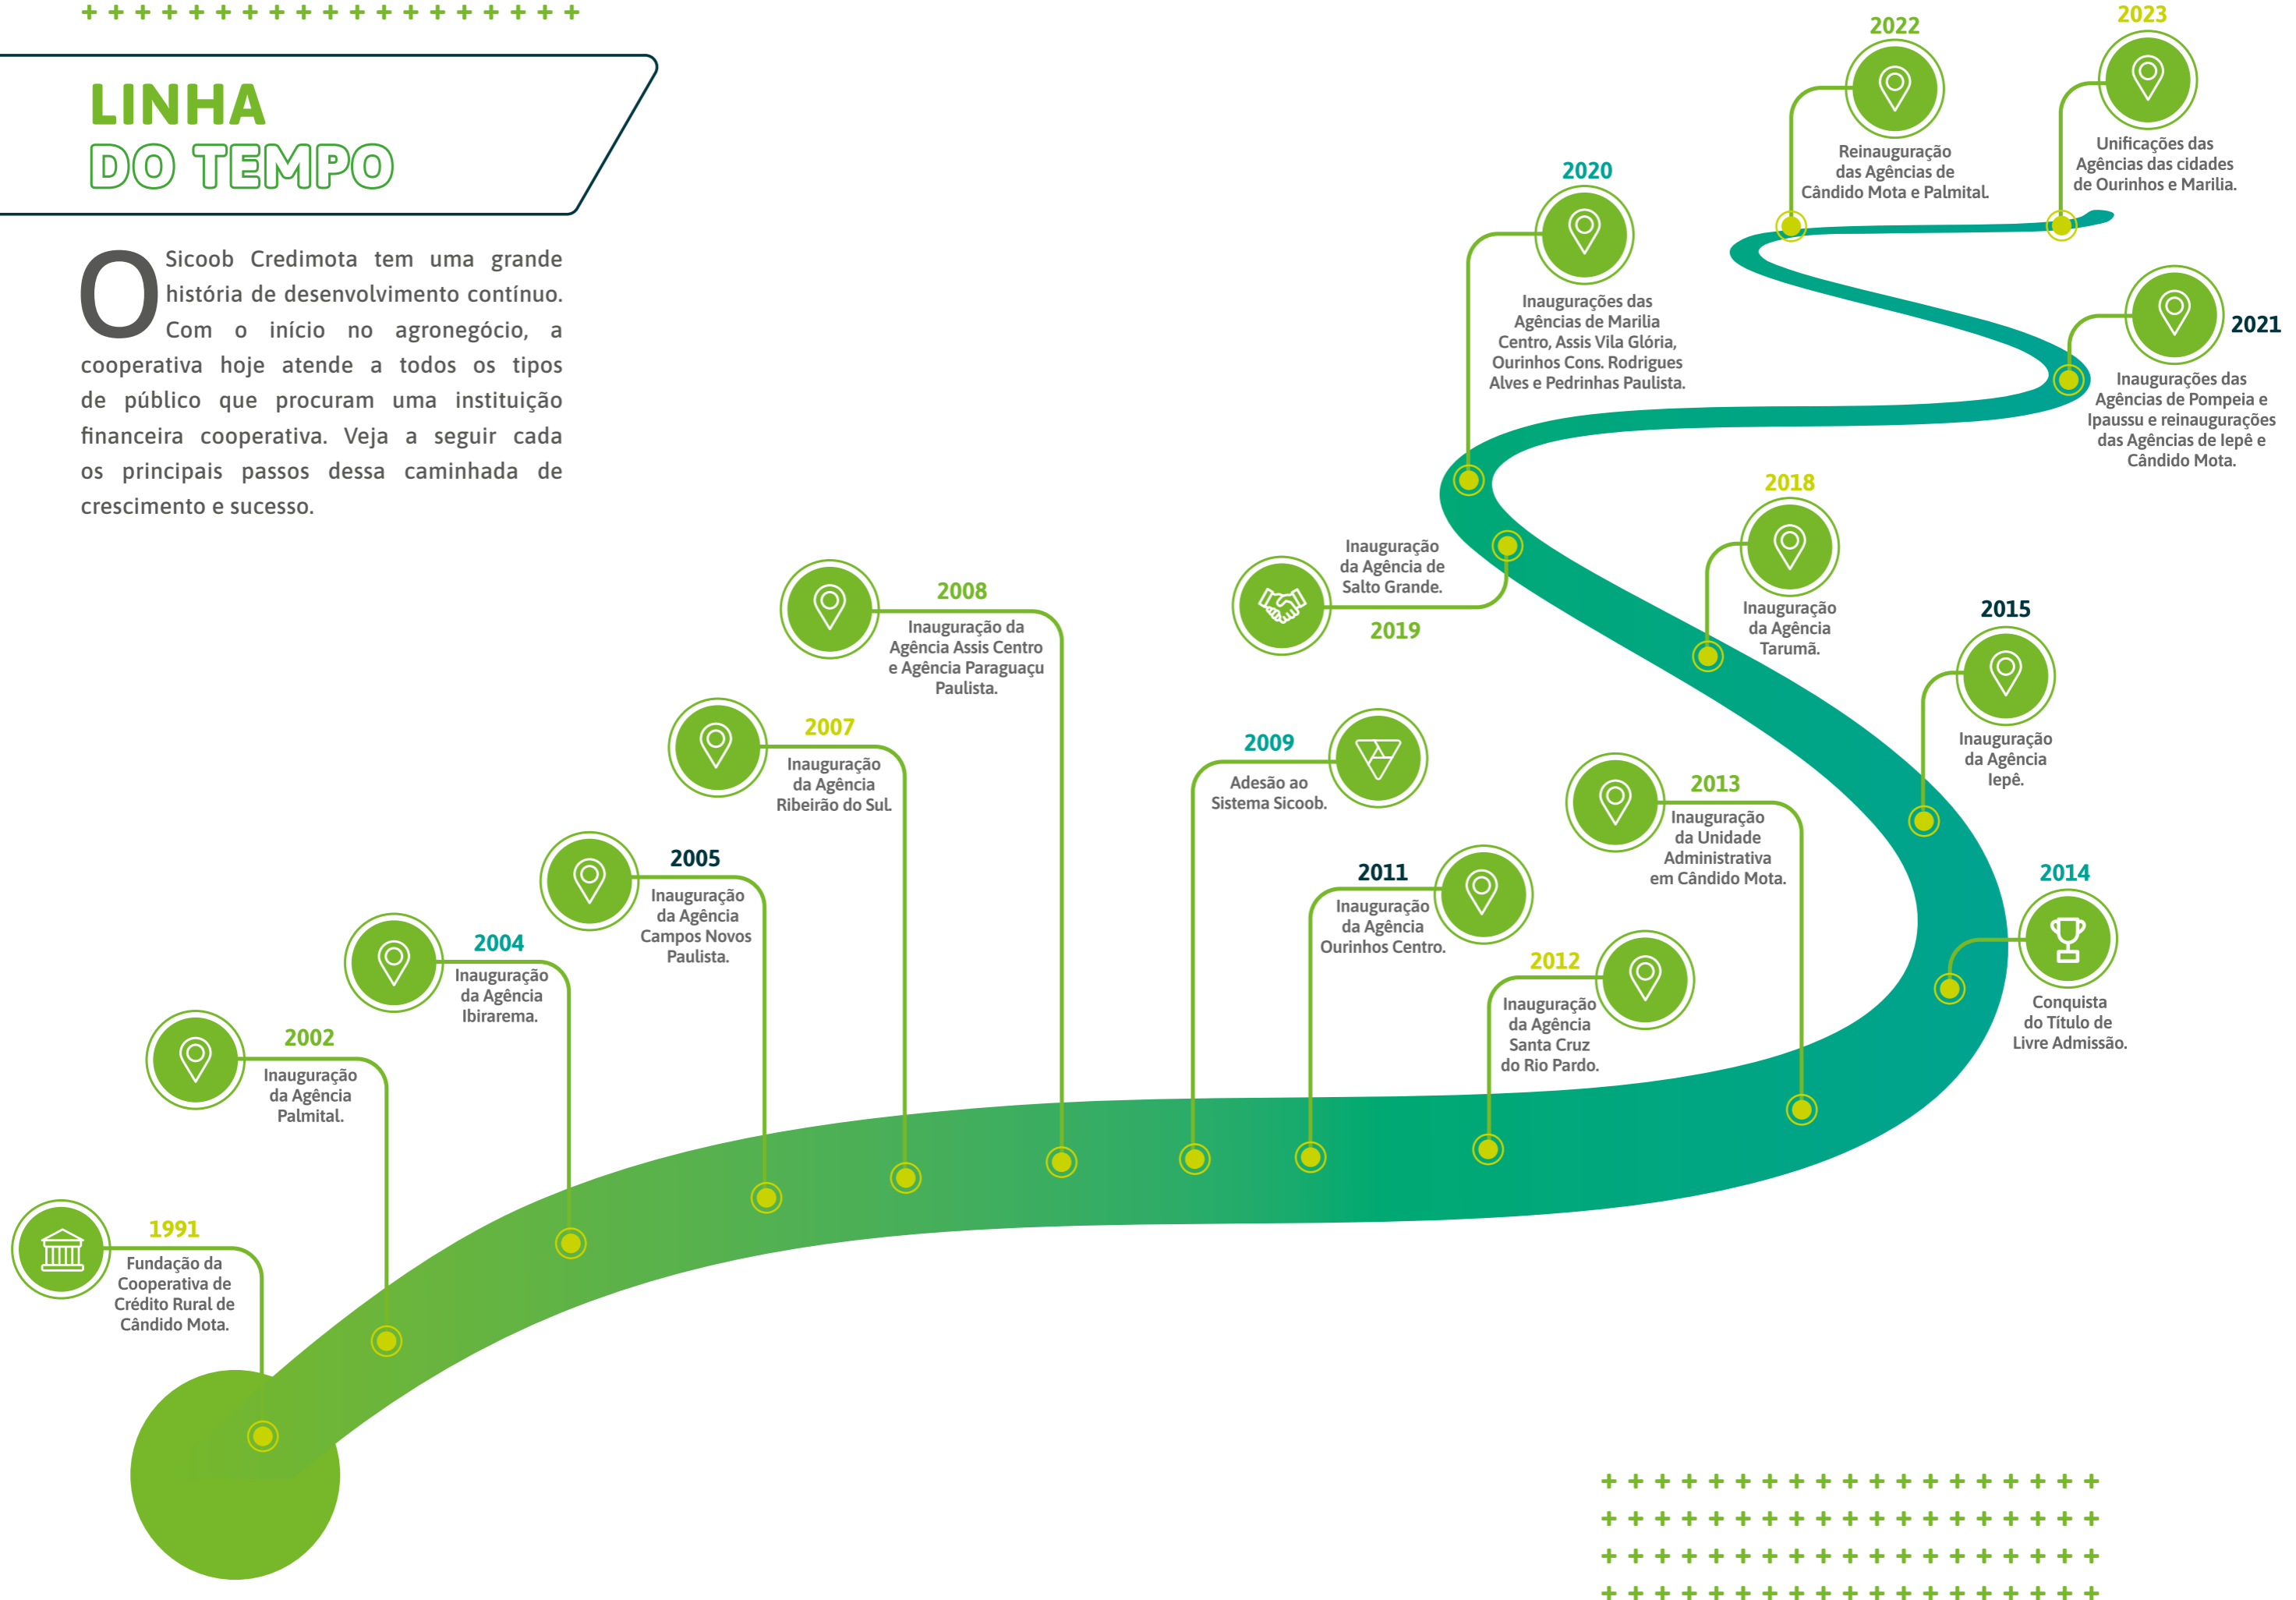 LINHA
DO TEMPO
O Sicoob Credimota tem uma grande
história de desenvolvimento contínuo.
Com o início no agronegócio, a
cooperativa hoje atende a todos os tipos
de público que procuram uma instituição
financeira cooperativa. Veja a seguir cada
os principais passos dessa caminhada de
crescimento e sucesso.
1991
Fundação da
Cooperativa de
Crédito Rural de
Cândido Mota.
2002
Inauguração
da Agência
Palmital.
2004
Inauguração
da Agência
Ibirarema.
2005
Inauguração
da Agência
Campos Novos
Paulista.
2007
Inauguração
da Agência
Ribeirão do Sul.
2008
Inauguração da
Agência Assis Centro
e Agência Paraguaçu
Paulista.
2009
Adesão ao
Sistema Sicoob.
2011
Inauguração
da Agência
Ourinhos Centro.
2012
Inauguração
da Agência
Santa Cruz
do Rio Pardo.
2013
Inauguração
da Unidade
Administrativa
em Cândido Mota.
2014
Conquista
do Título de
Livre Admissão.
2015
Inauguração
da Agência
Iepê.
2018
Inauguração
da Agência
Tarumã.
Inauguração
da Agência de
Salto Grande.
2019
2020
Inaugurações das
Agências de Marilia
Centro, Assis Vila Glória,
Ourinhos Cons. Rodrigues
Alves e Pedrinhas Paulista.
2021
Inaugurações das
Agências de Pompeia e
Ipaussu e reinaugurações
das Agências de Iepê e
Cândido Mota.
2022
Reinauguração
das Agências de
Cândido Mota e Palmital.
2023
Unificações das
Agências das cidades
de Ourinhos e Marilia.